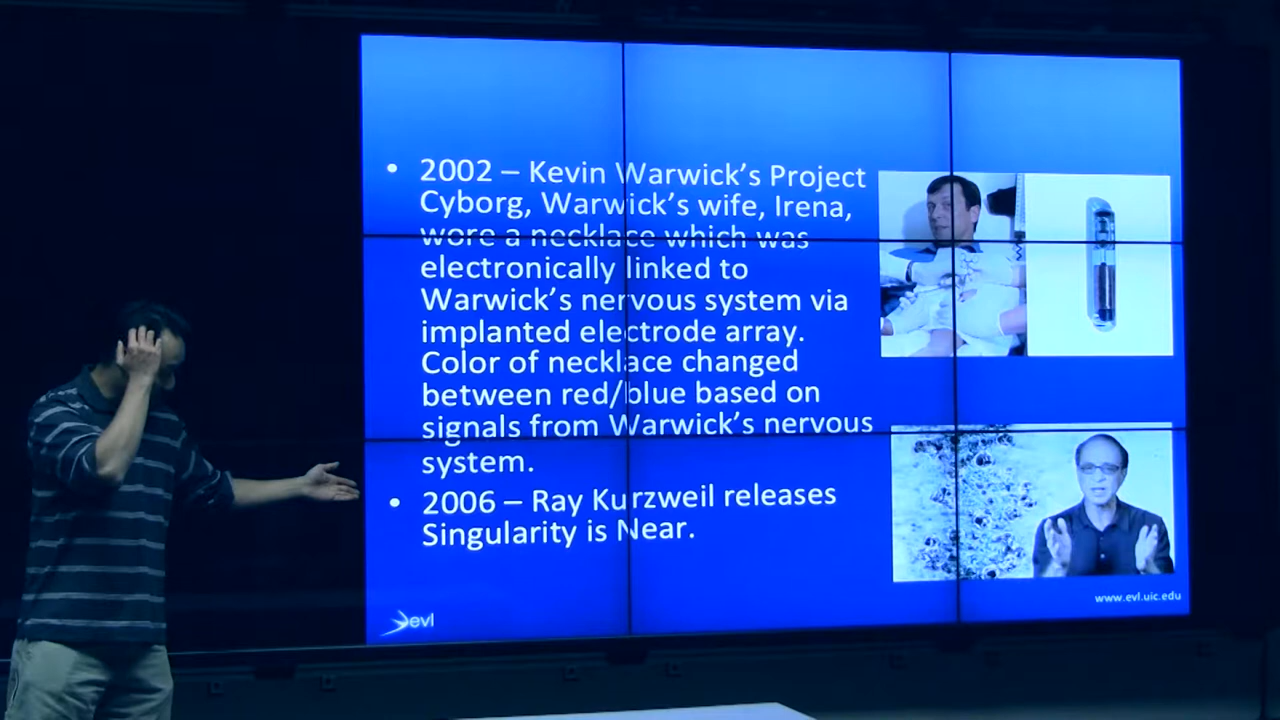 • 2002 – Kevin Warwick's Project
Cyborg, Warwick's wife, Irena,
wore a necklace which was
electronically linked to
Warwick's nervous system via
implanted electrode array.
Color of necklace changed
between red/blue based on
signals from Warwick's nervous
system.
• 2006 – Ray Kurzweil releases
Singularity is Near.
www.evl.uic.edu
evl